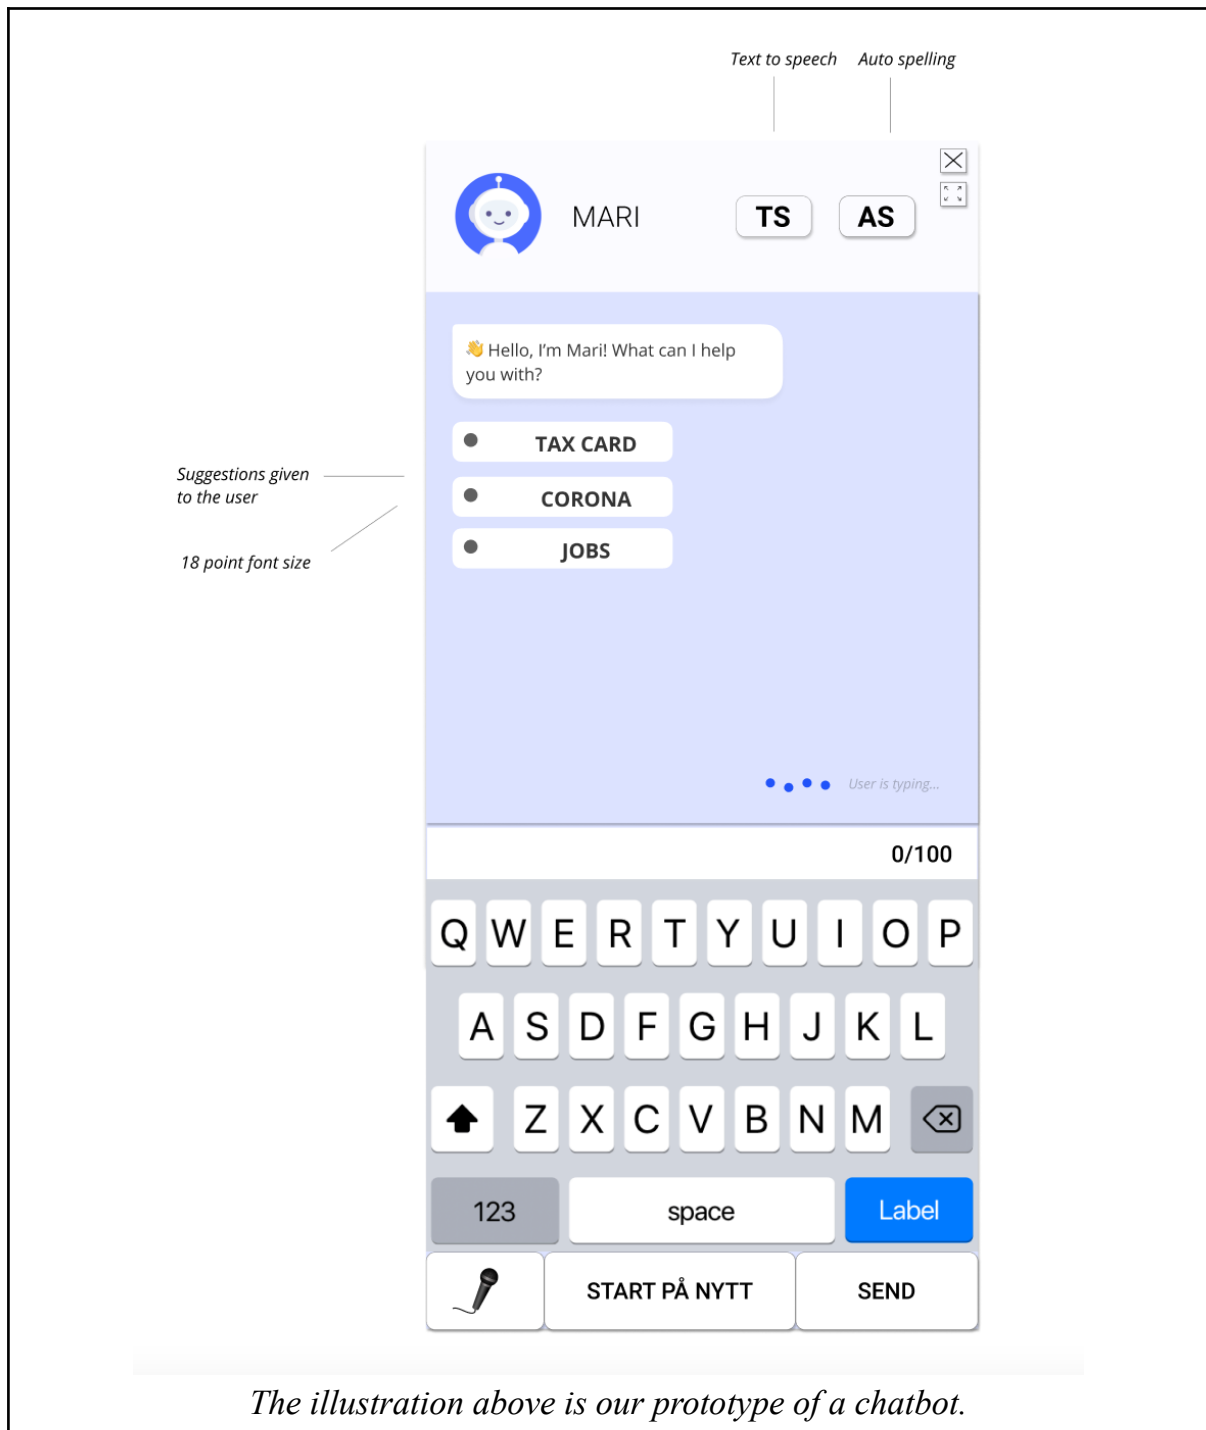 Text to speech Auto spelling
MARI TS AS
👋 Hello, I'm Mari! What can I help
you with?
TAX CARD
Suggestions given
to the user
CORONA
JOBS
18 point font size
User is typing...
0/100
Q W E R T Y U I O P
A S D F G H J K L
Z X C V B N M
123 space Label
START PÅ NYTT SEND
The illustration above is our prototype of a chatbot.